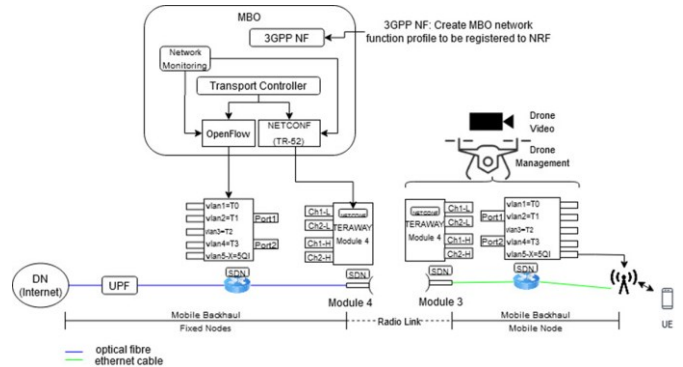 MBO
3GPP NF
3GPP NF: Create MBO network
function profile to be registered to NRF
Network
Monitoring
Transport Controller
OpenFlow
NETCONF
(TR-52)
Drone
Video
Drone
Management
vlan1=T0
vlan2=T1
vlan3=T2
vlan4=T3
vlan5-X=5QI
Port1
Port2
Ch1-L
Ch2-L
Ch1-H
Ch2-H
NETCONF
TERAWAY
Module 4
NETCONF
TERAWAY
Module 4
Ch1-L
Ch2-L
Ch1-H
Ch2-H
Port1
Port2
vlan1=T0
vlan2=T1
vlan3=T2
vlan4=T3
vlan5-X=5QI
DN
(Internet)
UPF
SDN
SDN
Module 4
SDN
Module 3
SDN
UE
Mobile Backhaul
Fixed Nodes
Radio Link
Mobile Backhaul
Mobile Node
optical fibre
ethernet cable